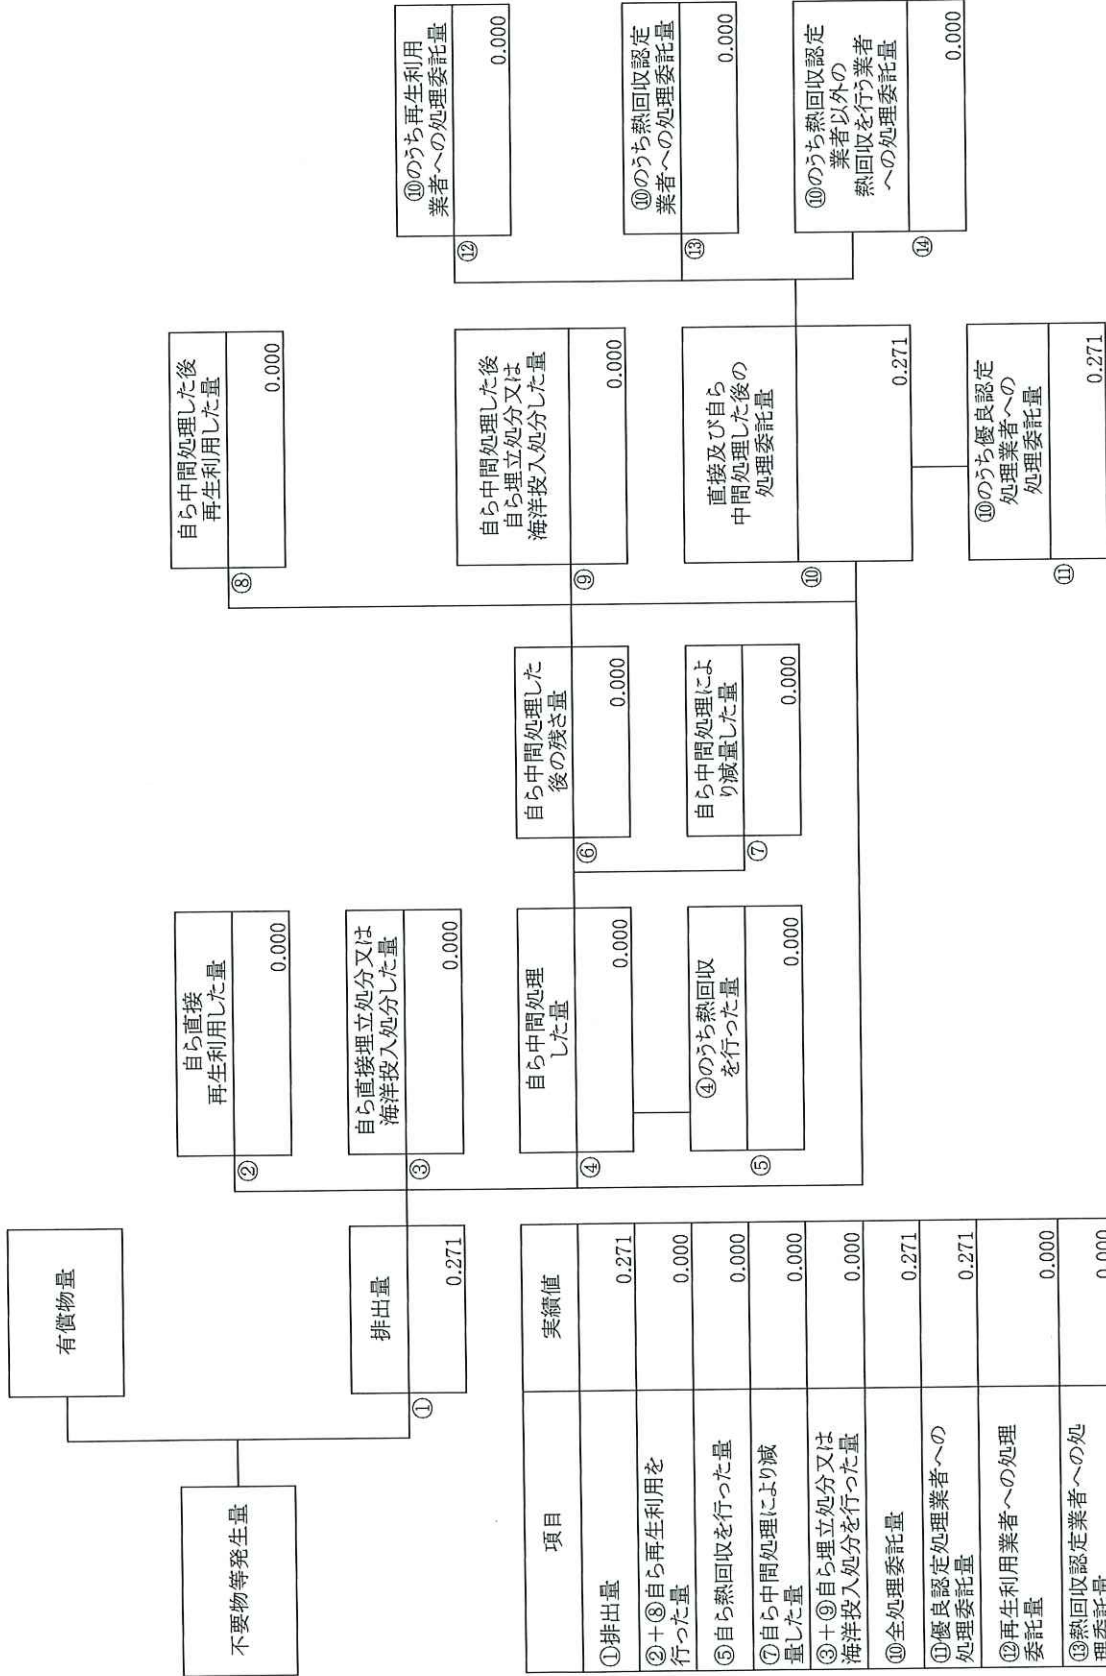 不要物等発生量
有償物量
排出量
①
0.271
自ら直接
再生利用した量
②
0.000
自ら直接埋立処分又は
海洋投入処分した量
③
0.000
自ら中間処理
した量
④
0.000
④のうち熱回収
を行った量
⑤
0.000
自ら中間処理した
後の残さ量
⑥
0.000
自ら中間処理によ
り減量した量
⑦
0.000
自ら中間処理した後
再生利用した量
⑧
0.000
自ら中間処理した後
自ら埋立処分又は
海洋投入処分した量
⑨
0.000
直接及び自ら
中間処理した後の
処理委託量
⑩
0.271
⑩のうち優良認定
処理業者への
処理委託量
⑪
0.271
⑩のうち再生利用
業者への処理委託量
⑫
0.000
⑩のうち熱回収認定
業者への処理委託量
⑬
0.000
⑩のうち熱回収認定
業者以外の
熱回収を行う業者
への処理委託量
⑭
0.000
項目 実績値
①排出量 0.271
②+⑧自ら再生利用を
行った量 0.000
⑤自ら熱回収を行った量 0.000
⑦自ら中間処理により減
量した量 0.000
③+⑨自ら埋立処分又は
海洋投入処分を行った量 0.000
⑩全処理委託量 0.271
⑪優良認定処理業者への
処理委託量 0.271
⑫再生利用業者への処理
委託量 0.000
⑬熱回収認定業者への処
理委託量 0.000